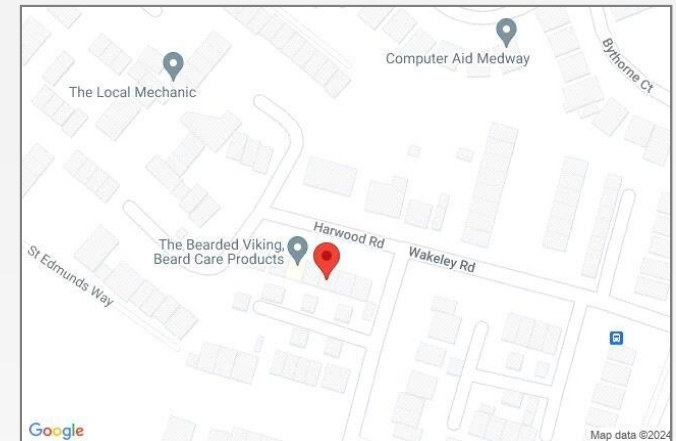 Computer Aid Medway
Bythorne Ct
The Local Mechanic
Harwood Rd
Wakeley Rd
The Bearded Viking,
Beard Care Products
St Edmunds Way
Google
Map data ©2024